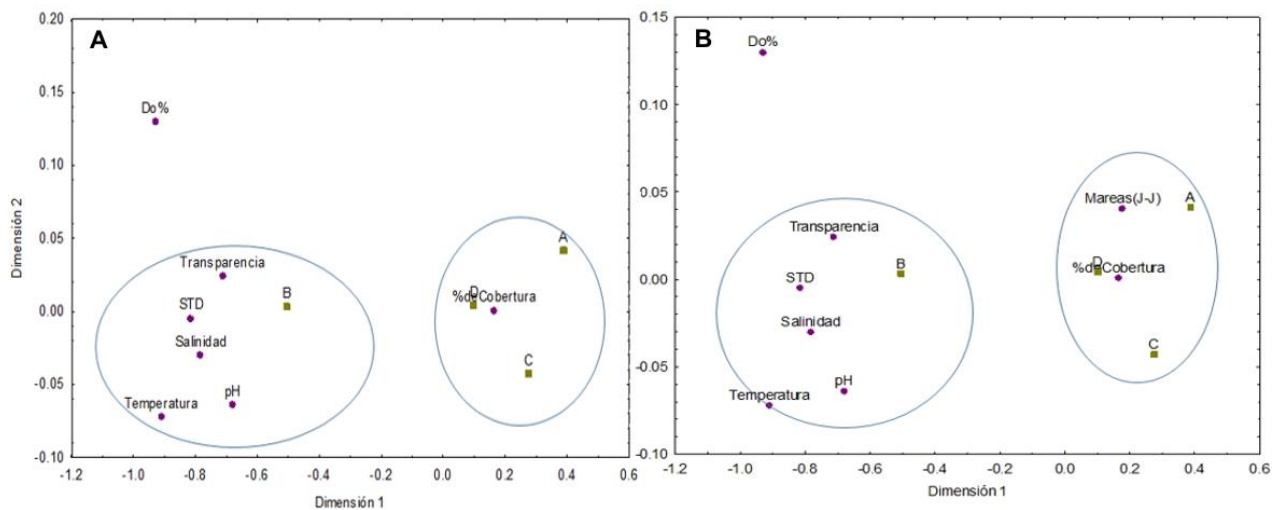 A
0.20
0.15
0.10
0.05
0.00
-0.05
-0.10
Dimensión 2
Do%
Transparencia
STD
B
Salinidad
pH
Temperatura
A
D
%deCobertura
C
-1.2 -1.0 -0.8 -0.6 -0.4 -0.2 0.0 0.2 0.4 0.6
Dimensión 1
B
0.15
0.10
0.05
0.00
-0.05
-0.10
Do%
Transparencia
STD
B
Salinidad
pH
Temperatura
Mareas(J-J)
A
D
%deCobertura
C
-1.2 -1.0 -0.8 -0.6 -0.4 -0.2 0.0 0.2 0.4 0.6
Dimensión 1